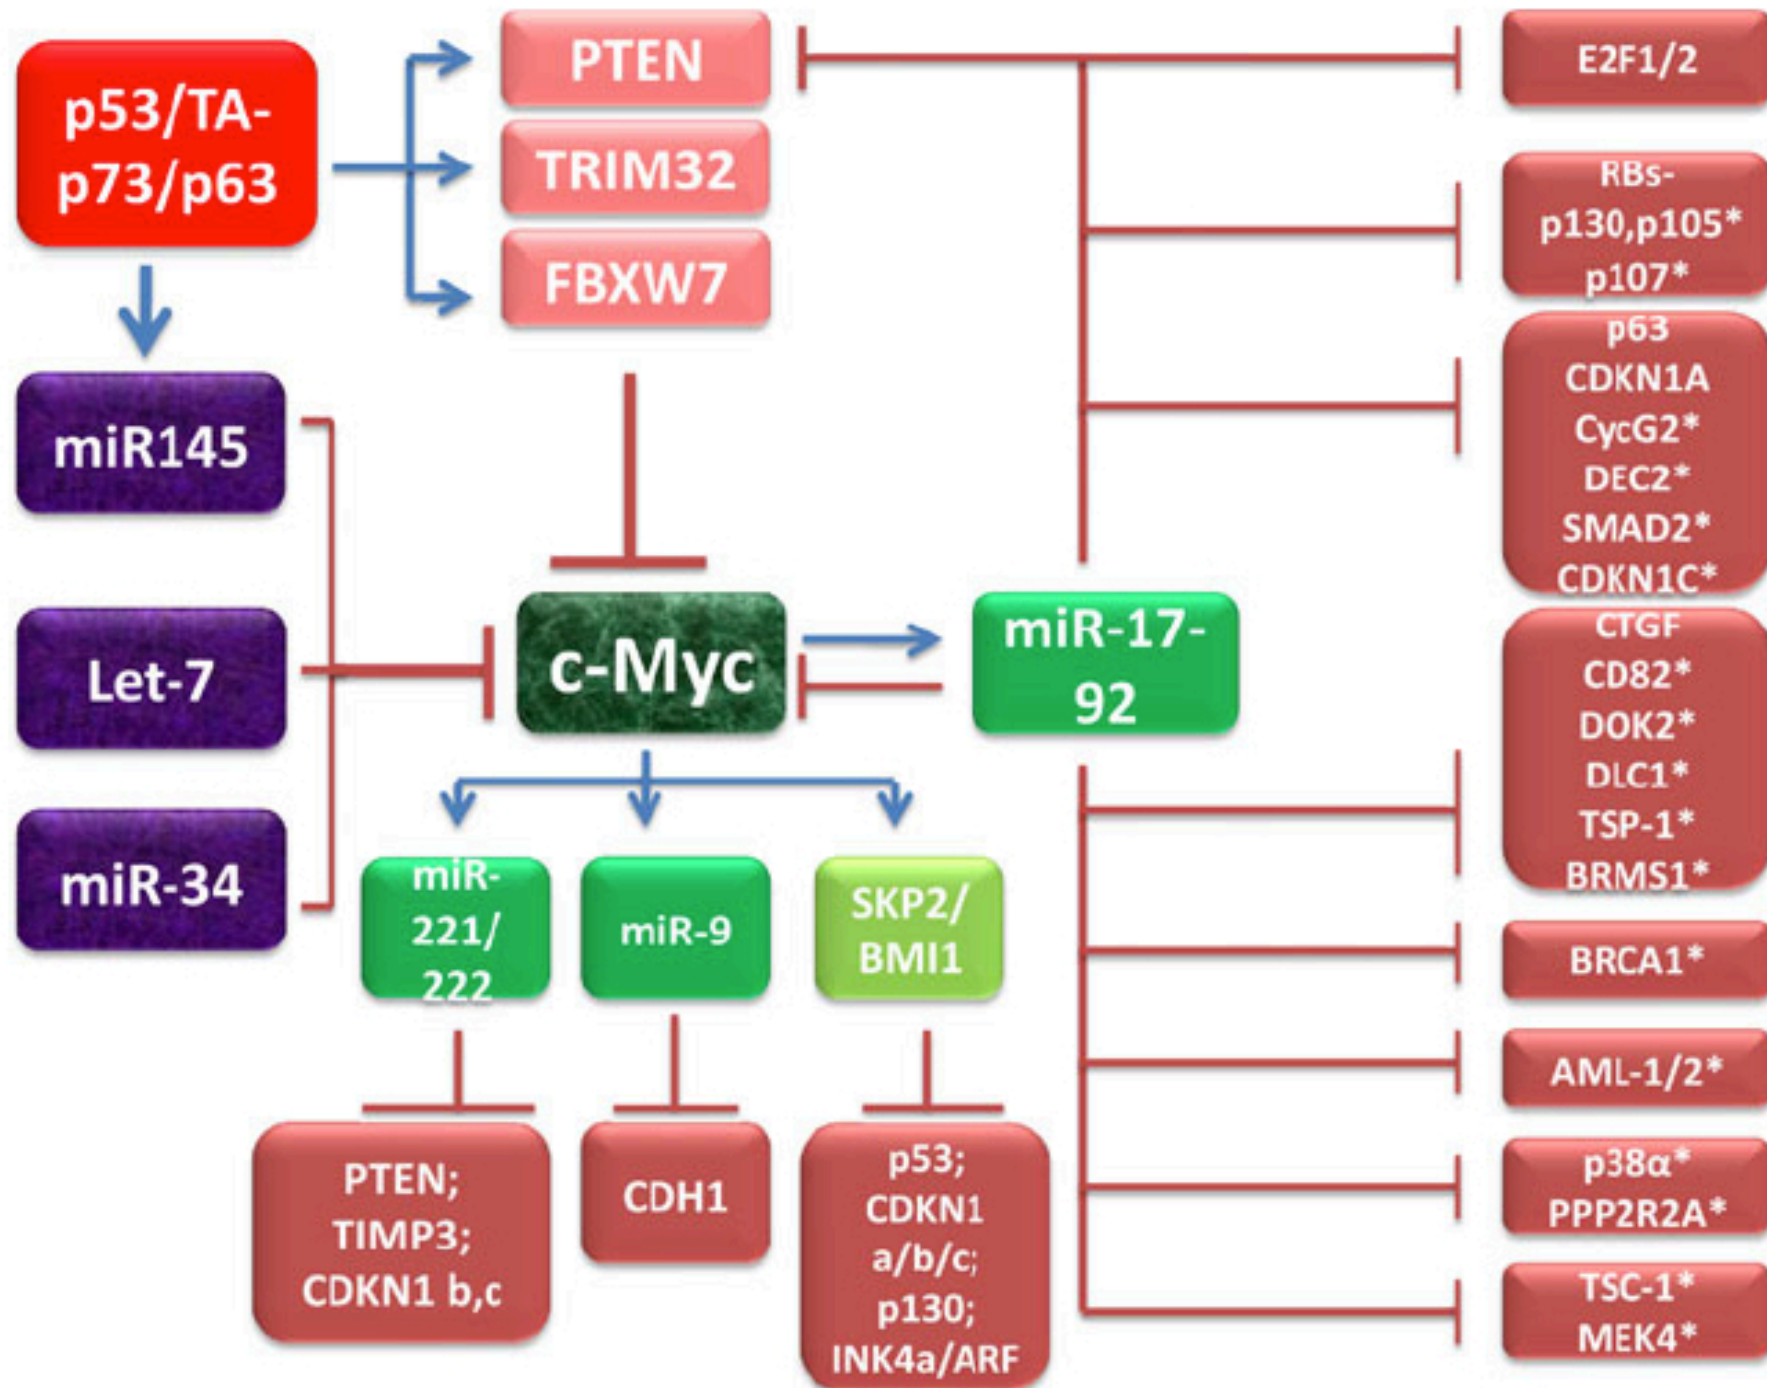 p53/TA-
p73/p63
PTEN
TRIM32
FBXW7
miR145
Let-7
miR-34
c-Myc
miR-17-
92
miR-
221/
222
miR-9
SKP2/
BMI1
PTEN;
TIMP3;
CDKN1 b,c
CDH1
p53;
CDKN1
a/b/c;
p130;
INK4a/ARF
E2F1/2
RBs-
p130,p105*
p107*
p63
CDKN1A
CycG2*
DEC2*
SMAD2*
CDKN1C*
CTGF
CD82*
DOK2*
DLC1*
TSP-1*
BRMS1*
BRCA1*
AML-1/2*
p38α*
PPP2R2A*
TSC-1*
MEK4*